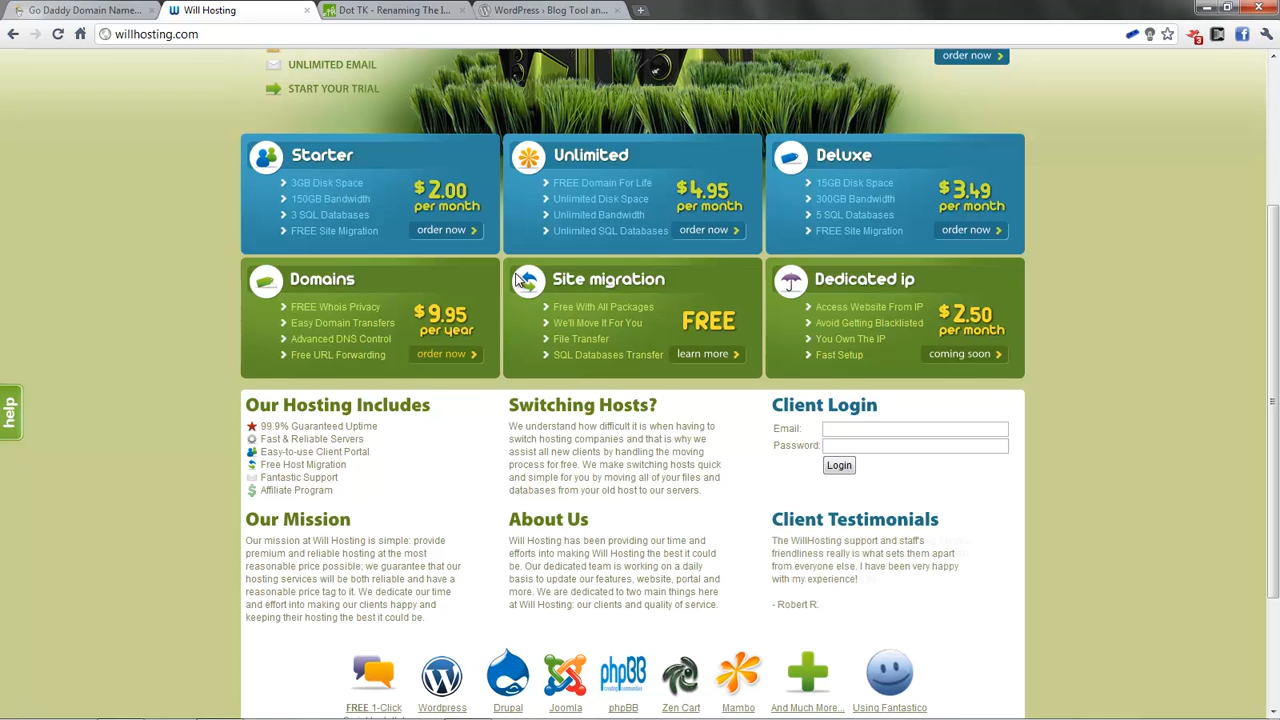 Go Daddy Domain Name...
Will Hosting
Dot TK - Renaming The I...
WordPress › Blog Tool an...
willhosting.com
3
UNLIMITED EMAIL
START YOUR TRIAL
order now
Starter
3GB Disk Space
150GB Bandwidth
3 SQL Databases
FREE Site Migration
$2.00
per month
order now
Unlimited
FREE Domain For Life
Unlimited Disk Space
Unlimited Bandwidth
Unlimited SQL Databases
$4.95
per month
order now
Deluxe
15GB Disk Space
300GB Bandwidth
5 SQL Databases
FREE Site Migration
$3.49
per month
order now
Domains
FREE Whois Privacy
Easy Domain Transfers
Advanced DNS Control
Free URL Forwarding
$9.95
per year
order now
Site migration
Free With All Packages
We'll Move It For You
File Transfer
SQL Databases Transfer
FREE
learn more
Dedicated ip
Access Website From IP
Avoid Getting Blacklisted
You Own The IP
Fast Setup
$2.50
per month
coming soon
help
Our Hosting Includes
99.9% Guaranteed Uptime
Fast & Reliable Servers
Easy-to-use Client Portal
Free Host Migration
Fantastic Support
Affiliate Program
Switching Hosts?
We understand how difficult it is when having to
switch hosting companies and that is why we
assist all new clients by handling the moving
process for free. We make switching hosts quick
and simple for you by moving all of your files and
databases from your old host to our servers.
Client Login
Email:
Password:
Login
Our Mission
Our mission at Will Hosting is simple: provide
premium and reliable hosting at the most
reasonable price possible; we guarantee that our
hosting services will be both reliable and have a
reasonable price tag to it. We dedicate our time
and effort into making our clients happy and
keeping their hosting the best it could be.
About Us
Will Hosting has been providing our time and
efforts into making Will Hosting the best it could
be. Our dedicated team is working on a daily
basis to update our features, website, portal and
more. We are dedicated to two main things here
at Will Hosting: our clients and quality of service.
Client Testimonials
The WillHosting support and staff's
friendliness really is what sets them apart
from everyone else. I have been very happy
with my experience!
- Robert R.
phpBB
creating communities
FREE 1-Click
Wordpress
Drupal
Joomla
phpBB
Zen Cart
Mambo
And Much More...
Using Fantastico